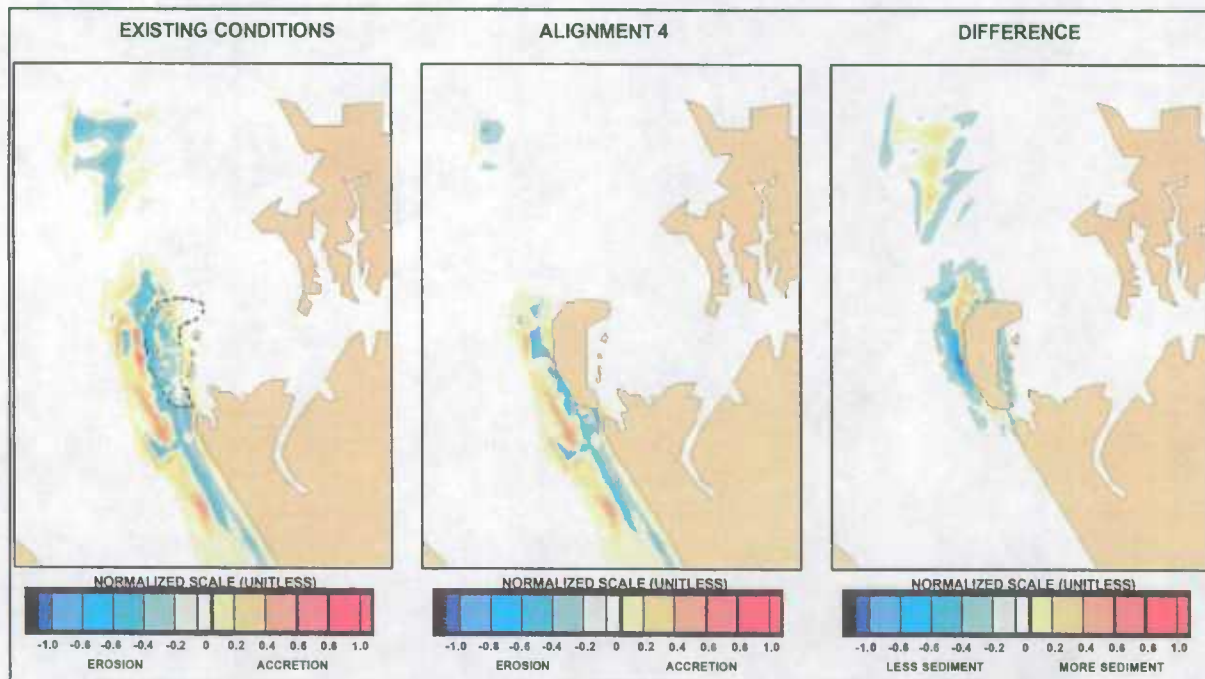 EXISTING CONDITIONS
ALIGNMENT 4
DIFFERENCE
NORMALIZED SCALE (UNITLESS)
-1.0 -0.8 -0.6 -0.4 -0.2 0 0.2 0.4 0.6 0.8 1.0
EROSION ACCRETION
NORMALIZED SCALE (UNITLESS)
-1.0 -0.8 -0.6 -0.4 -0.2 0 0.2 0.4 0.6 0.8 1.0
EROSION ACCRETION
NORMALIZED SCALE (UNITLESS)
-1.0 -0.8 -0.6 -0.4 -0.2 0 0.2 0.4 0.6 0.8 1.0
LESS SEDIMENT MORE SEDIMENT